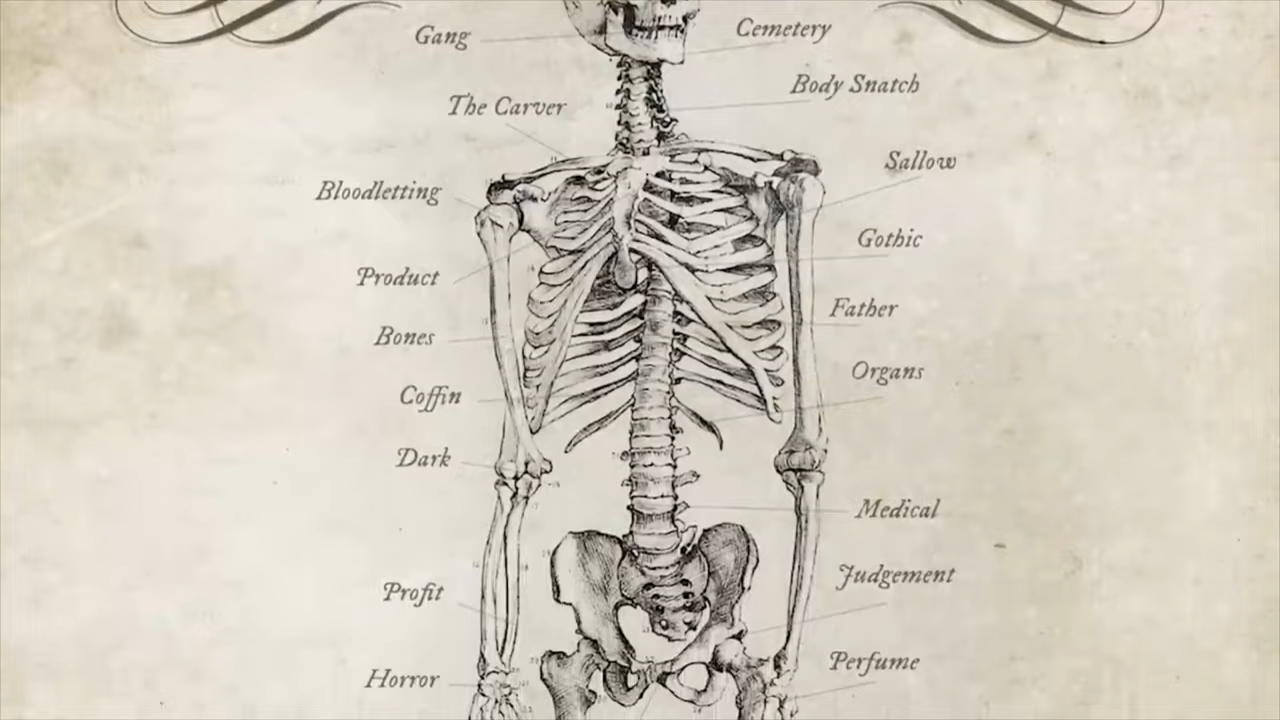 Gang
Cemetery
Body Snatch
The Carver
Sallow
Bloodletting
Gothic
Product
Father
Bones
Organs
Coffin
Dark
Medical
Judgement
Profit
Perfume
Horror